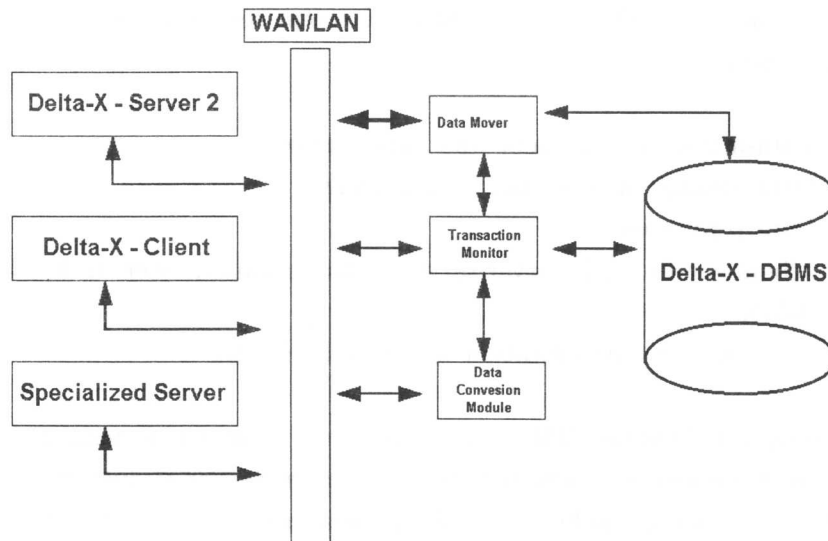 WAN/LAN
Delta-X - Server 2
Data Mover
Delta-X - Client
Transaction
Monitor
Delta-X - DBMS
Specialized Server
Data
Convesion
Module